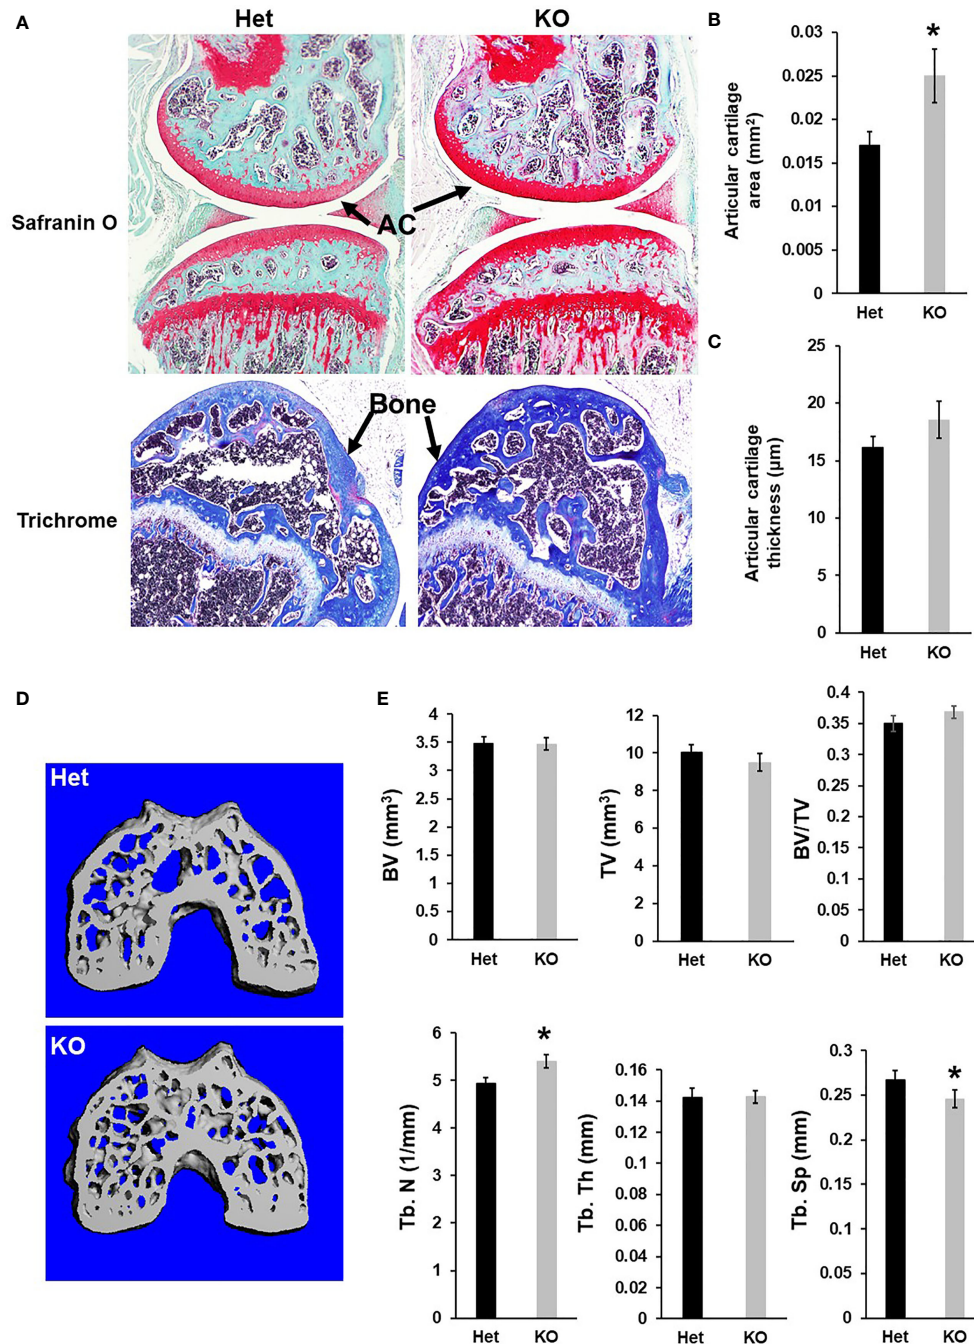 A
Het
KO
Safranin O
AC
Bone
Trichrome
B
*
0.03
0.025
0.02
0.015
0.01
0.005
0
Articular cartilage
area (mm²)
Het
KO
C
25
20
15
10
5
0
Articular cartilage
thickness (µm)
Het
KO
D
Het
KO
E
4
3.5
3
2.5
2
1.5
1
0.5
0
BV (mm³)
Het
KO
12
10
8
6
4
2
0
TV (mm³)
Het
KO
0.4
0.35
0.3
0.25
0.2
0.15
0.1
0.05
0
BV/TV
Het
KO
*
6
5
4
3
2
1
0
Tb. N (1/mm)
Het
KO
0.16
0.14
0.12
0.1
0.08
0.06
0.04
0.02
0
Tb. Th (mm)
Het
KO
*
0.3
0.25
0.2
0.15
0.1
0.05
0
Tb. Sp (mm)
Het
KO